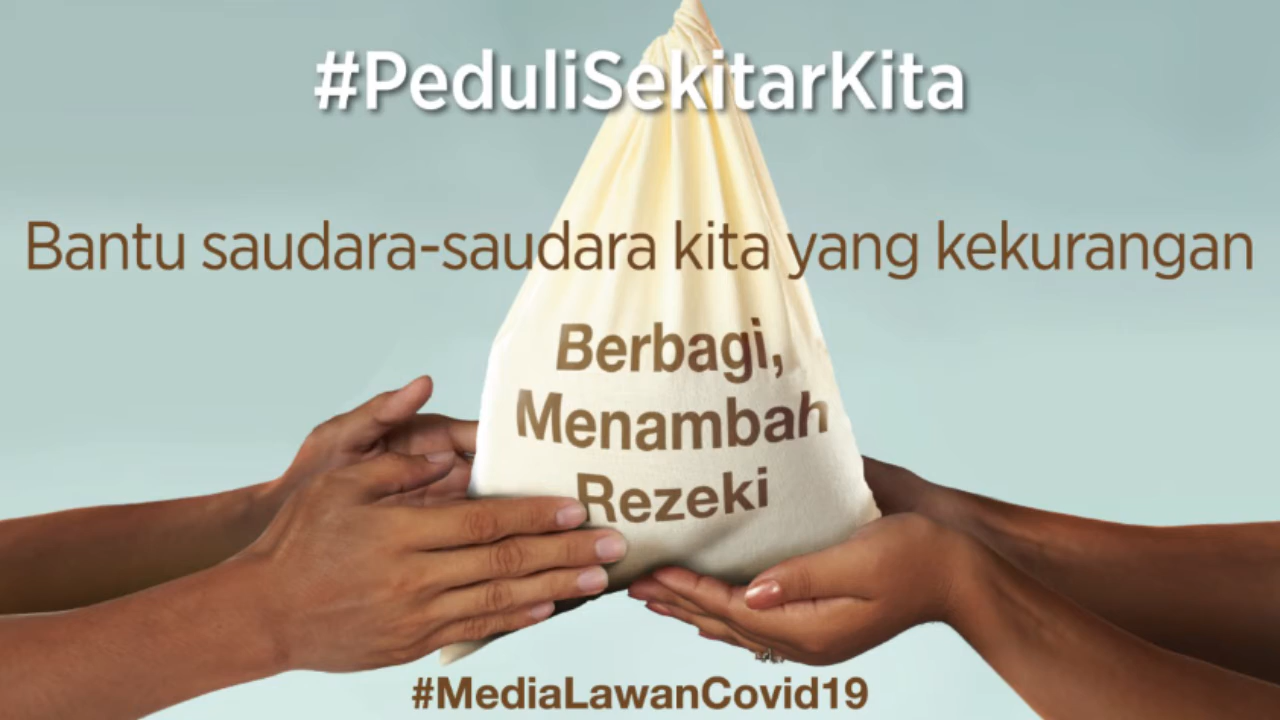 #PeduliSekitarKita
Bantu saudara-saudara kita yang kekurangan
Berbagi,
Menambah
Rezeki
#MediaLawanCovid19